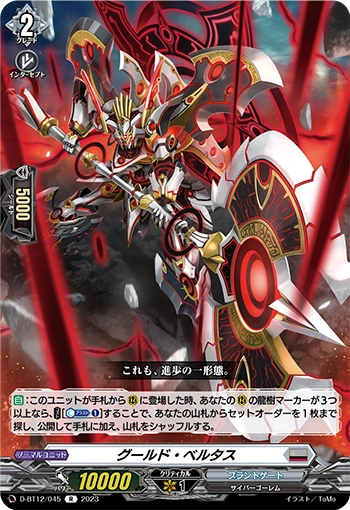 2
グレード
インターセプト
5000
シールド
これも、進歩の一形態。
自:このユニットが手札からRに登場した時、あなたのRの龍樹マーカーが3つ
以上なら、【コスト】[カウンターブラスト1]することで、あなたの山札からセットオーダーを1枚まで
探し、公開して手札に加え、山札をシャッフルする。
グールド・ベルタス
ノーマルユニット
パワー 10000
クリティカル
1
ブラントゲート
サイバーゴーレム
D-BT12/045 R 2023
イラスト/ToMo